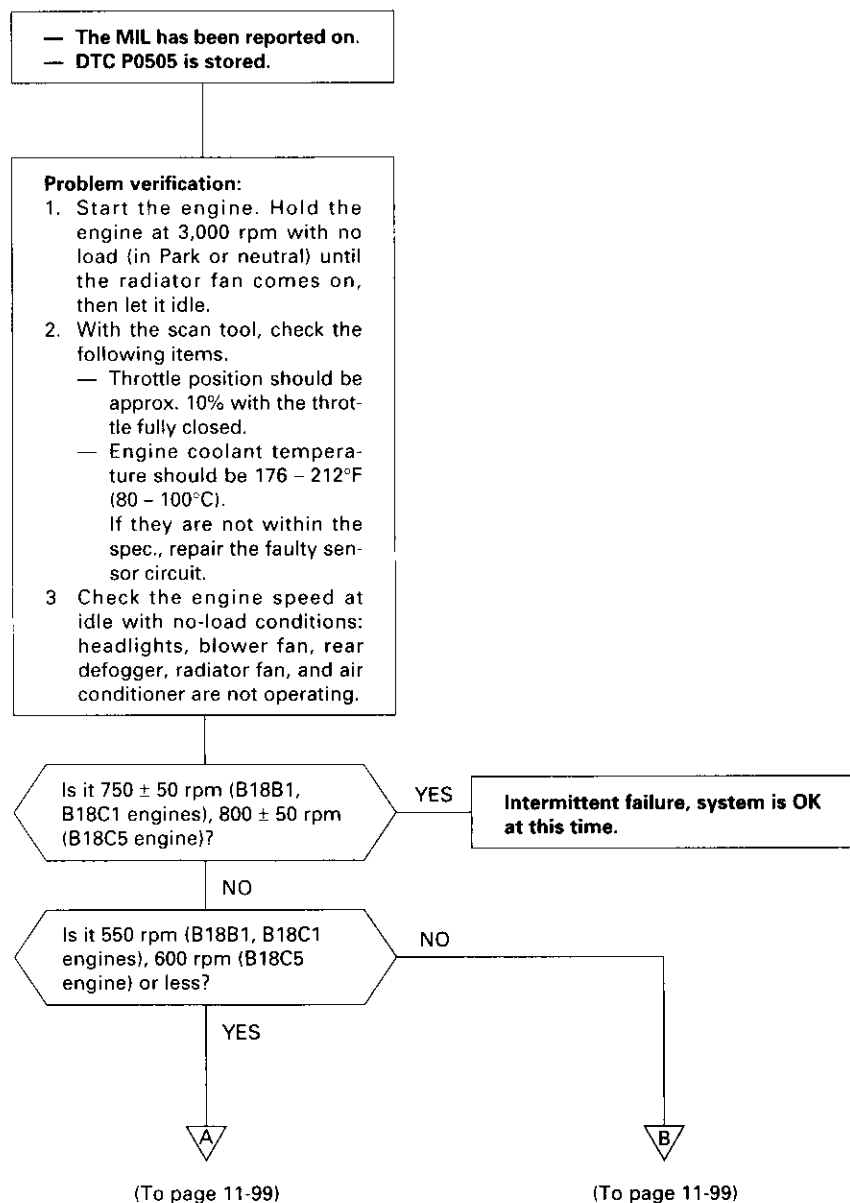 — The MIL has been reported on.
— DTC P0505 is stored.
Problem verification:
1. Start the engine. Hold the
engine at 3,000 rpm with no
load (in Park or neutral) until
the radiator fan comes on,
then let it idle.
2. With the scan tool, check the
following items.
— Throttle position should be
approx. 10% with the throt-
tle fully closed.
— Engine coolant tempera-
ture should be 176 – 212°F
(80 – 100°C).
If they are not within the
spec., repair the faulty sen-
sor circuit.
3 Check the engine speed at
idle with no-load conditions:
headlights, blower fan, rear
defogger, radiator fan, and air
conditioner are not operating.
Is it 750 ± 50 rpm (B18B1,
B18C1 engines), 800 ± 50 rpm
(B18C5 engine)?
YES
Intermittent failure, system is OK
at this time.
NO
Is it 550 rpm (B18B1, B18C1
engines), 600 rpm (B18C5
engine) or less?
NO
YES
A
B
(To page 11-99)
(To page 11-99)